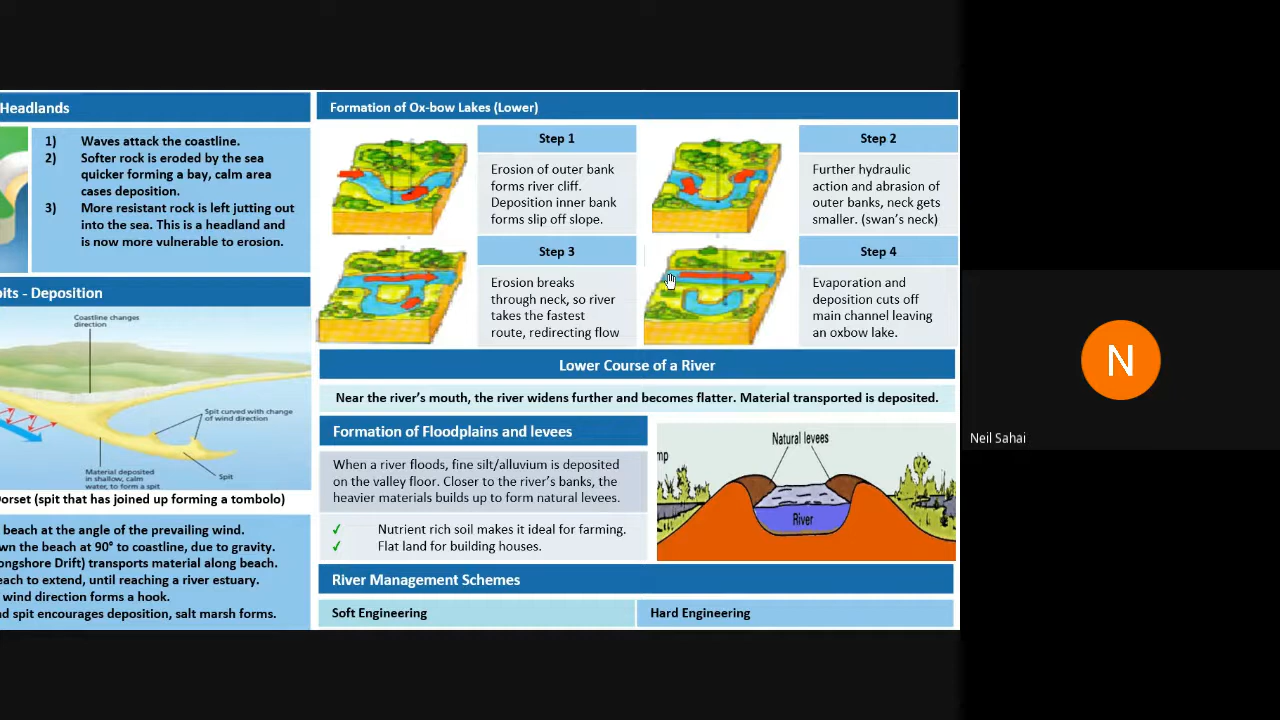 Headlands
1) Waves attack the coastline.
2) Softer rock is eroded by the sea
quicker forming a bay, calm area
cases deposition.
3) More resistant rock is left jutting out
into the sea. This is a headland and
is now more vulnerable to erosion.
pits - Deposition
Coastline changes
direction
Spit curved with change
of wind direction
Material deposited
in shallow, calm
water, to form a spit
Spit
Dorset (spit that has joined up forming a tombolo)
beach at the angle of the prevailing wind.
wn the beach at 90° to coastline, due to gravity.
ongshore Drift) transports material along beach.
each to extend, until reaching a river estuary.
wind direction forms a hook.
nd spit encourages deposition, salt marsh forms.
Formation of Ox-bow Lakes (Lower)
Step 1
Erosion of outer bank
forms river cliff.
Deposition inner bank
forms slip off slope.
Step 2
Further hydraulic
action and abrasion of
outer banks, neck gets
smaller. (swan's neck)
Step 3
Erosion breaks
through neck, so river
takes the fastest
route, redirecting flow
Step 4
Evaporation and
deposition cuts off
main channel leaving
an oxbow lake.
Lower Course of a River
Near the river's mouth, the river widens further and becomes flatter. Material transported is deposited.
Formation of Floodplains and levees
When a river floods, fine silt/alluvium is deposited
on the valley floor. Closer to the river's banks, the
heavier materials builds up to form natural levees.
✓ Nutrient rich soil makes it ideal for farming.
✓ Flat land for building houses.
mp
Natural levees
River
River Management Schemes
Soft Engineering
Hard Engineering
N
Neil Sahai